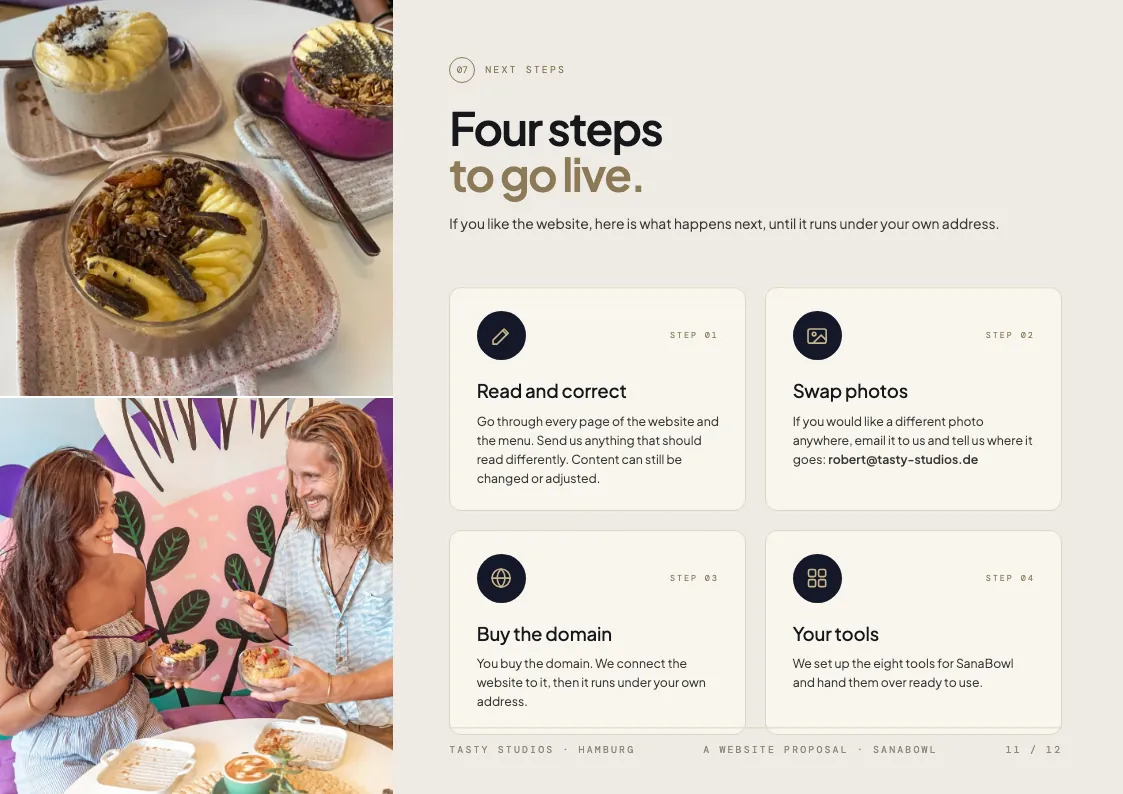 07 NEXT STEPS
Four steps
to go live.
If you like the website, here is what happens next, until it runs under your own address.
STEP 01
Read and correct
Go through every page of the website and
the menu. Send us anything that should
read differently. Content can still be
changed or adjusted.
STEP 02
Swap photos
If you would like a different photo
anywhere, email it to us and tell us where it
goes: robert@tasty-studios.de
STEP 03
Buy the domain
You buy the domain. We connect the
website to it, then it runs under your own
address.
STEP 04
Your tools
We set up the eight tools for SanaBowl
and hand them over ready to use.
TASTY STUDIOS · HAMBURG
A WEBSITE PROPOSAL · SANABOWL
11 / 12